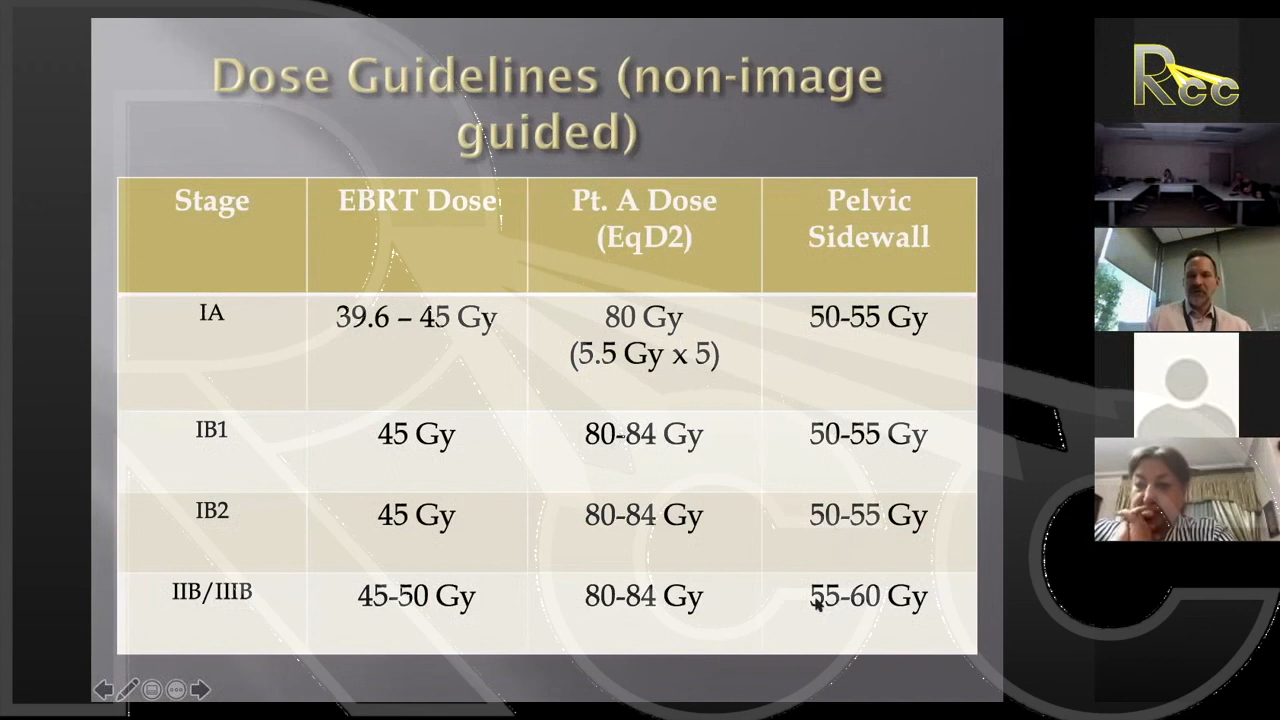 Dose Guidelines (non-image
guided)
Stage EBRT Dose Pt. A Dose (EqD2) Pelvic Sidewall
IA 39.6 – 45 Gy 80 Gy (5.5 Gy x 5) 50-55 Gy
IB1 45 Gy 80-84 Gy 50-55 Gy
IB2 45 Gy 80-84 Gy 50-55 Gy
IIB/IIIB 45-50 Gy 80-84 Gy 55-60 Gy
Rcc